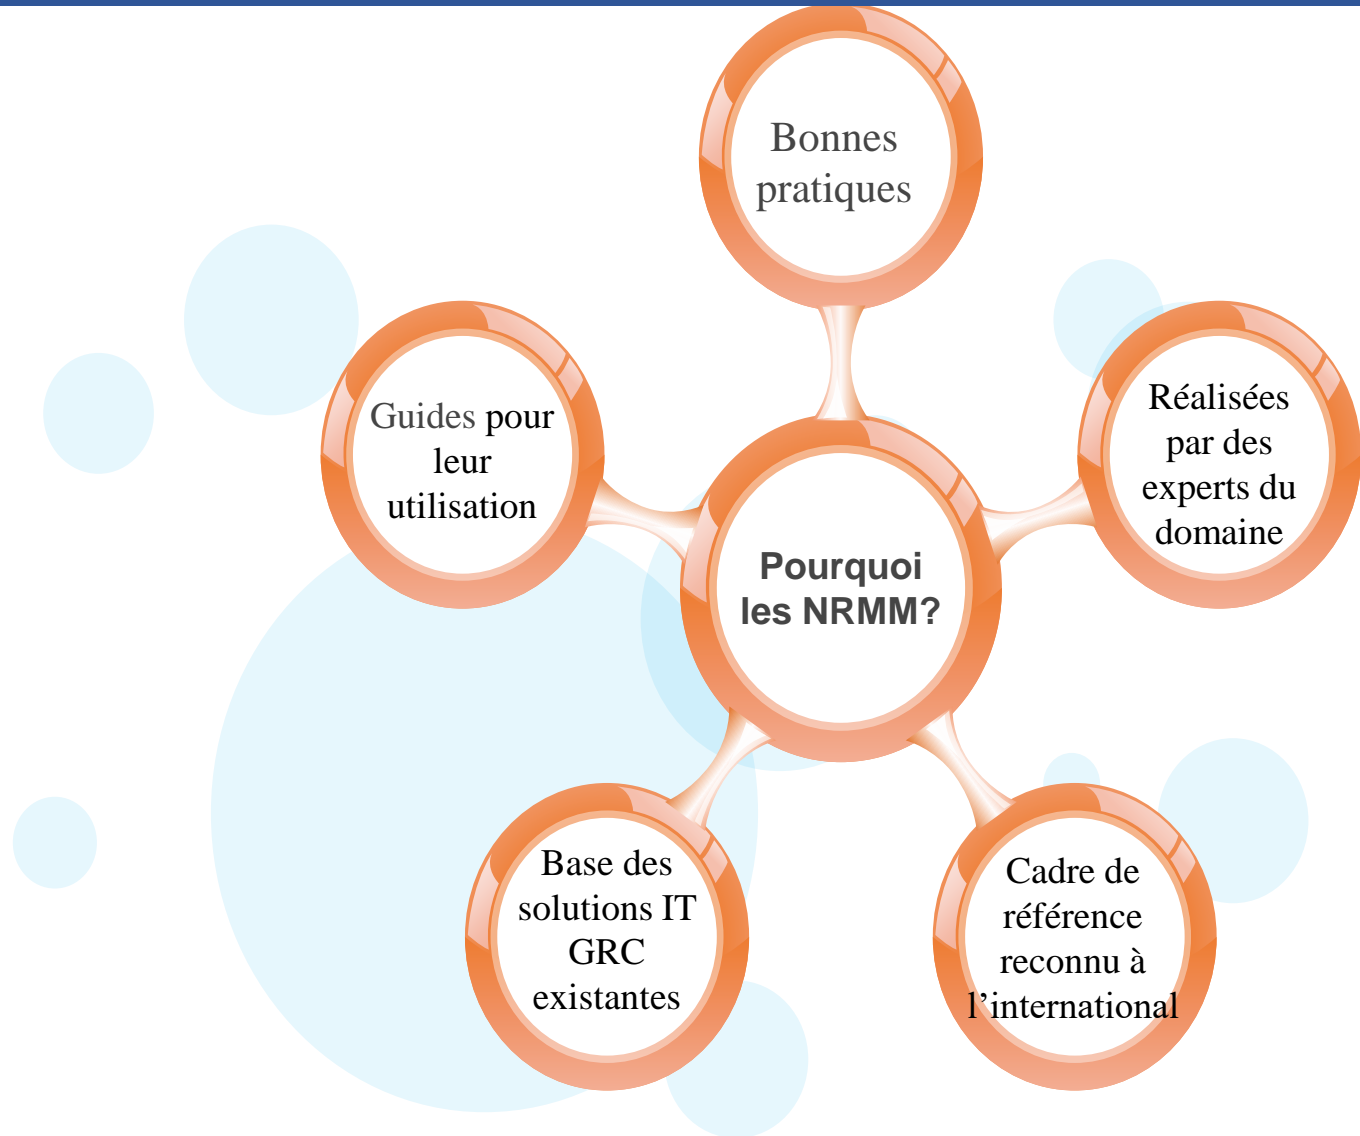 Bonnes
pratiques
Guides pour
leur
utilisation
Réalisées
par des
experts du
domaine
Pourquoi
les NRMM?
Base des
solutions IT
GRC
existantes
Cadre de
référence
reconnu à
l’international